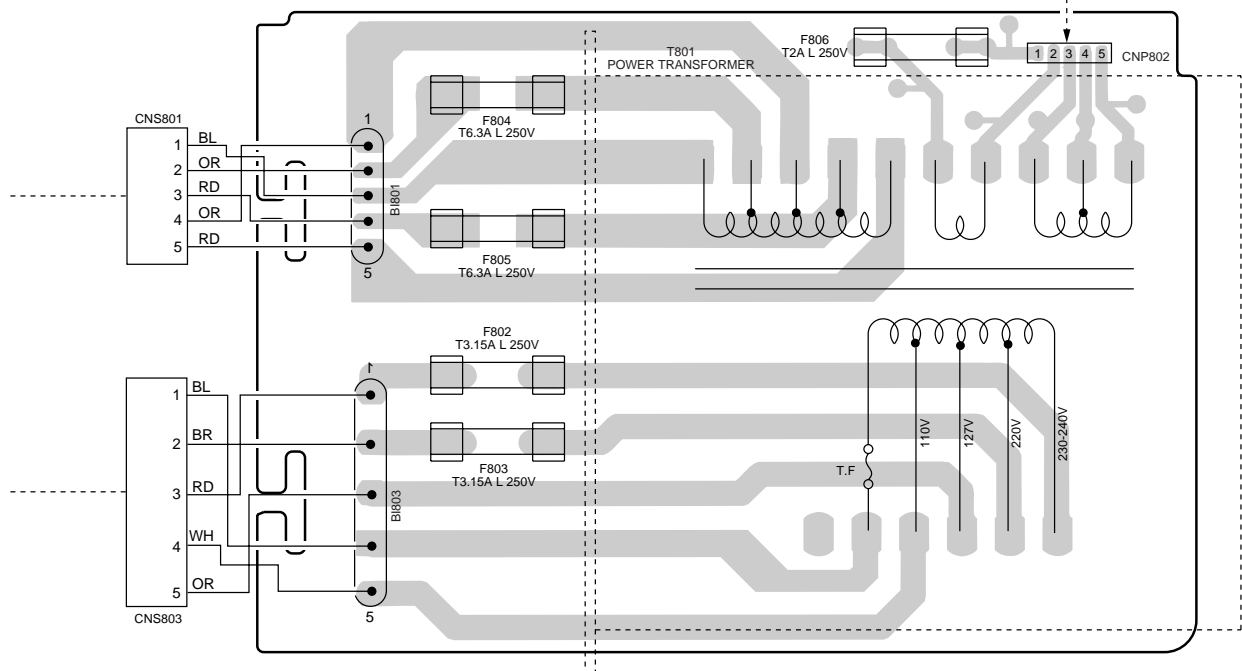 T801
POWER TRANSFORMER
F806
T2A L 250V
1 2 3 4 5
CNP802
CNS801
1 BL
2 OR
3 RD
4 OR
5 RD
1
BI801
5
F804
T6.3A L 250V
F805
T6.3A L 250V
F802
T3.15A L 250V
F803
T3.15A L 250V
1 BL
2 BR
3 RD
4 WH
5 OR
CNS803
1
BI803
5
T.F
110V
127V
220V
230-240V